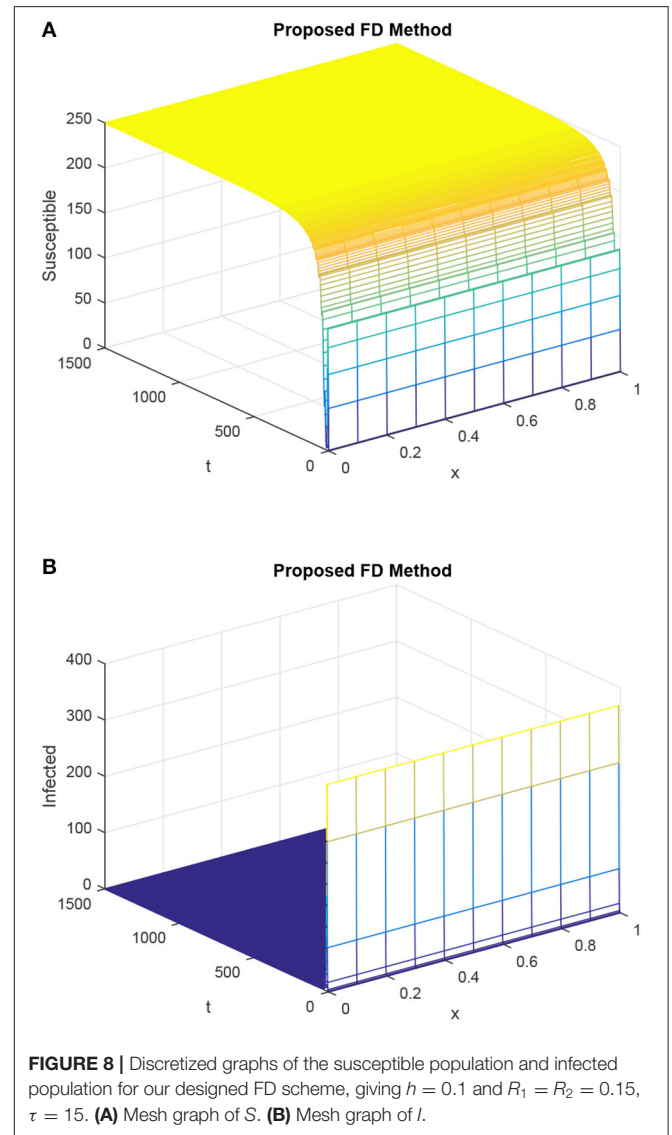 A
Proposed FD Method
250
200
150
100
50
0
Susceptible
1500
1000
500
0
t
0
0.2
0.4
0.6
0.8
1
x
B
Proposed FD Method
400
300
200
100
0
Infected
1500
1000
500
0
t
0
0.2
0.4
0.6
0.8
1
x
FIGURE 8 | Discretized graphs of the susceptible population and infected
population for our designed FD scheme, giving h = 0.1 and R₁ = R₂ = 0.15,
τ = 15. (A) Mesh graph of S. (B) Mesh graph of I.